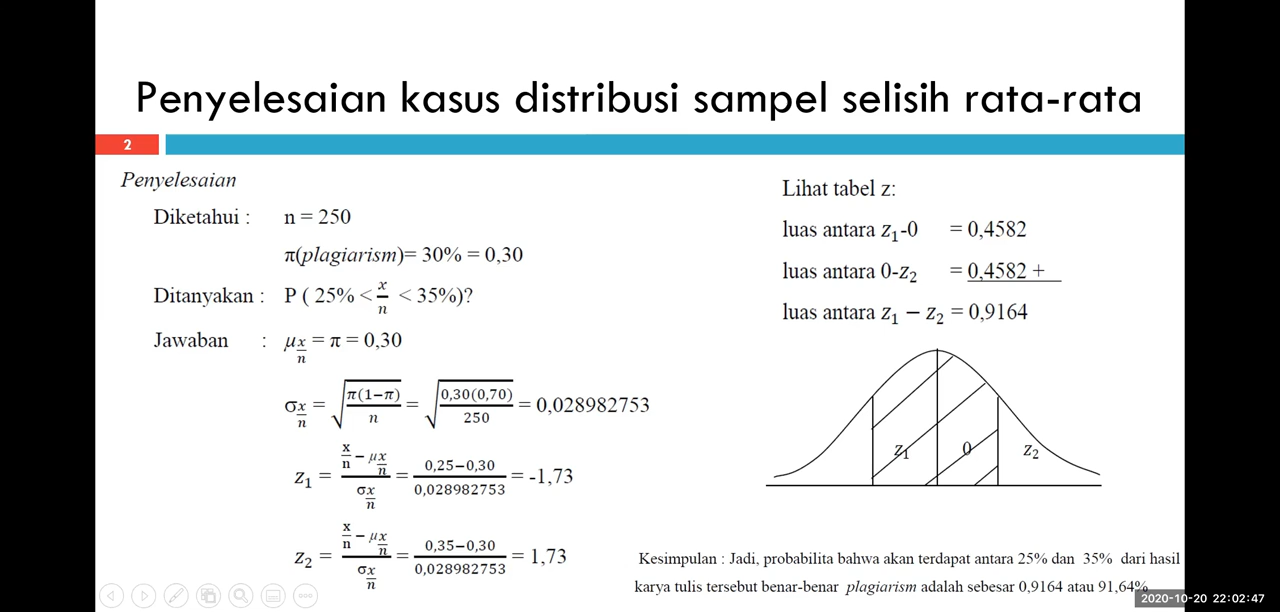 Penyelesaian kasus distribusi sampel selisih rata-rata
2
Penyelesaian
Diketahui : n = 250
π(plagiarism)= 30% = 0,30
Ditanyakan : P ( 25% < x/n < 35%)?
Jawaban : μx/n = π = 0,30
σx/n = √(π(1−π)/n) = √(0,30(0,70)/250) = 0,028982753
z₁ = (x/n − μx/n)/σx/n = (0,25−0,30)/0,028982753 = -1,73
z₂ = (x/n − μx/n)/σx/n = (0,35−0,30)/0,028982753 = 1,73
Lihat tabel z:
luas antara z₁-0 = 0,4582
luas antara 0-z₂ = 0,4582 +
luas antara z₁ − z₂ = 0,9164
z₁ 0 z₂
Kesimpulan : Jadi, probabilita bahwa akan terdapat antara 25% dan 35% dari hasil
karya tulis tersebut benar-benar plagiarism adalah sebesar 0,9164 atau 91,64%
2020-10-20 22:02:47